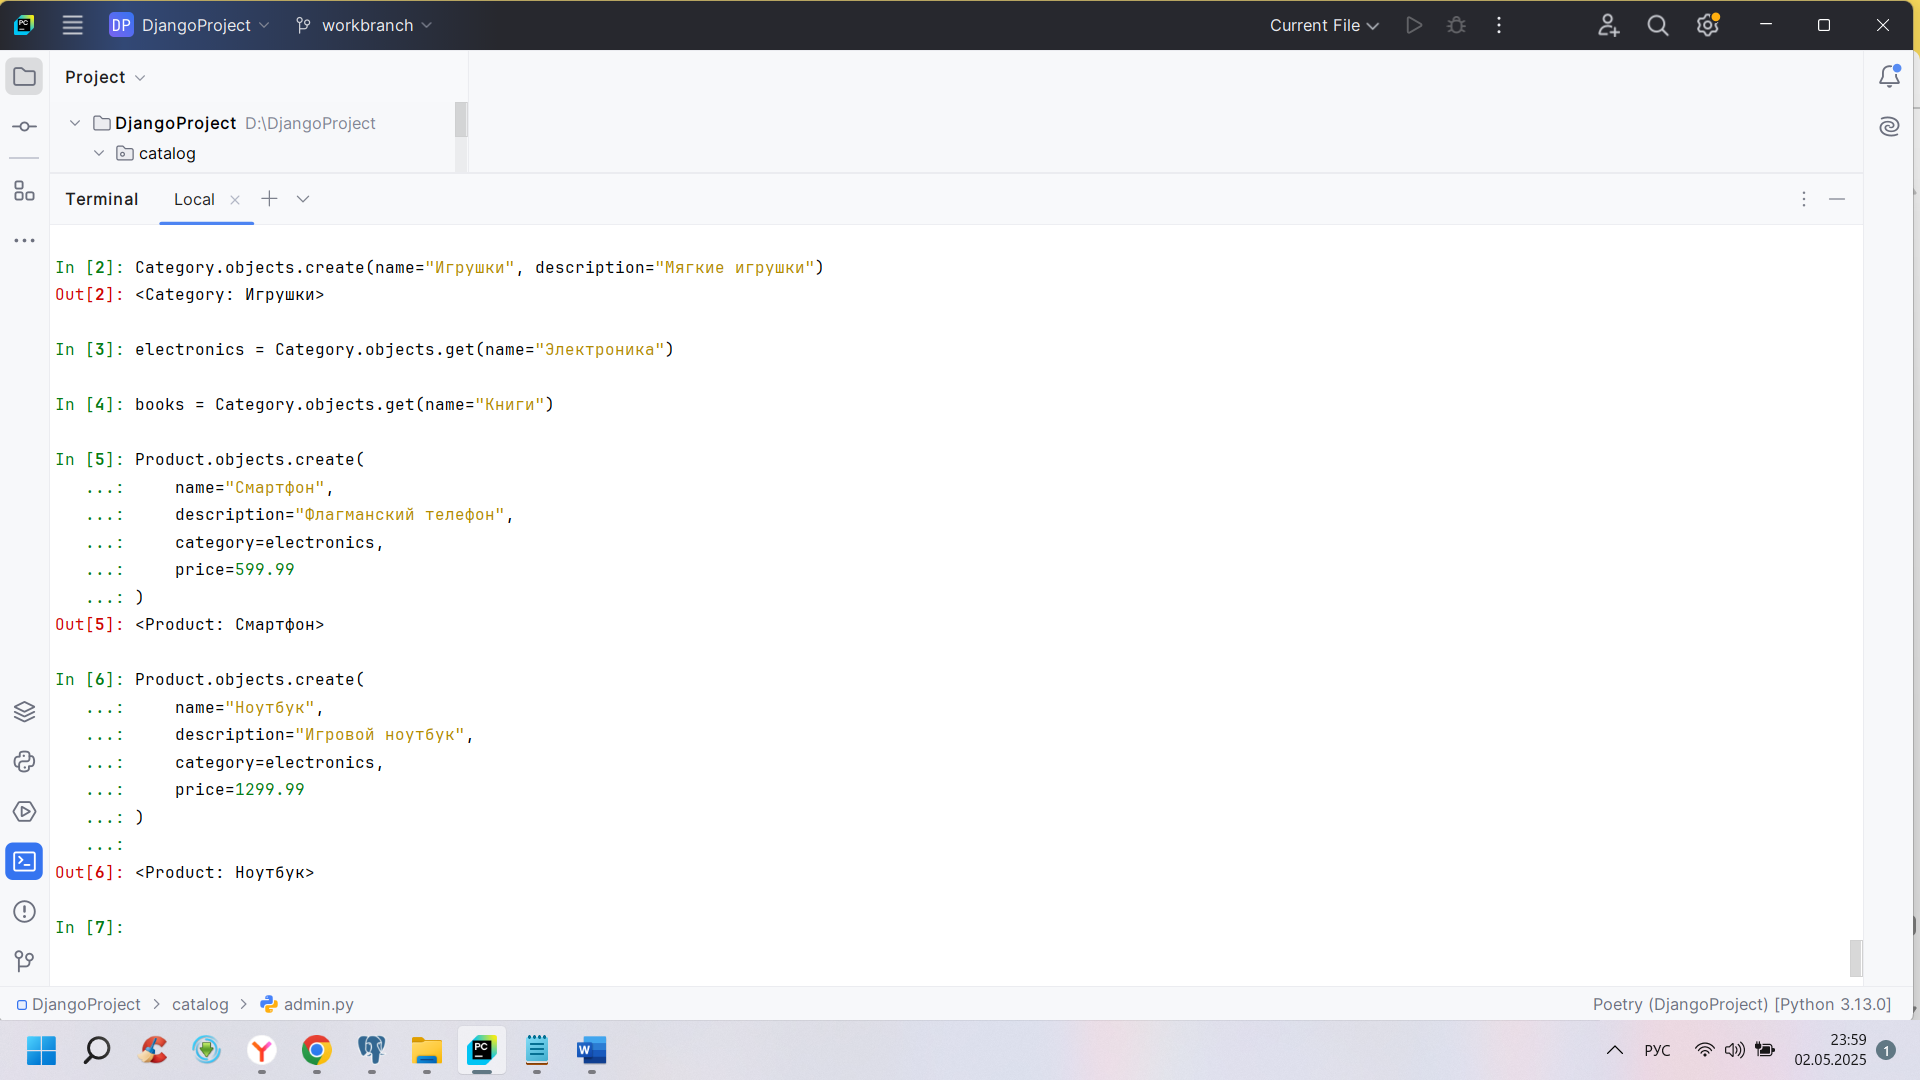 DP DjangoProject workbranch Current File
Project
DjangoProject D:\DjangoProject
catalog
Terminal Local
In [2]: Category.objects.create(name="Игрушки", description="Мягкие игрушки")
Out[2]: <Category: Игрушки>
In [3]: electronics = Category.objects.get(name="Электроника")
In [4]: books = Category.objects.get(name="Книги")
In [5]: Product.objects.create(
...: name="Смартфон",
...: description="Флагманский телефон",
...: category=electronics,
...: price=599.99
...: )
Out[5]: <Product: Смартфон>
In [6]: Product.objects.create(
...: name="Ноутбук",
...: description="Игровой ноутбук",
...: category=electronics,
...: price=1299.99
...: )
...:
Out[6]: <Product: Ноутбук>
In [7]:
DjangoProject > catalog > admin.py Poetry (DjangoProject) [Python 3.13.0]
РУС 23:59
02.05.2025 1